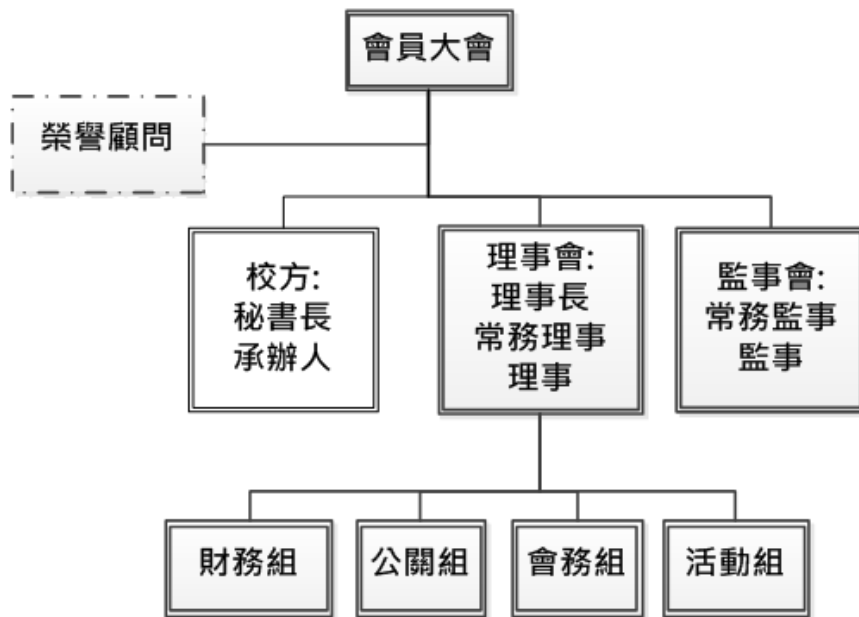 會員大會
榮譽顧問
校方:
秘書長
承辦人
理事會:
理事長
常務理事
理事
監事會:
常務監事
監事
財務組
公關組
會務組
活動組